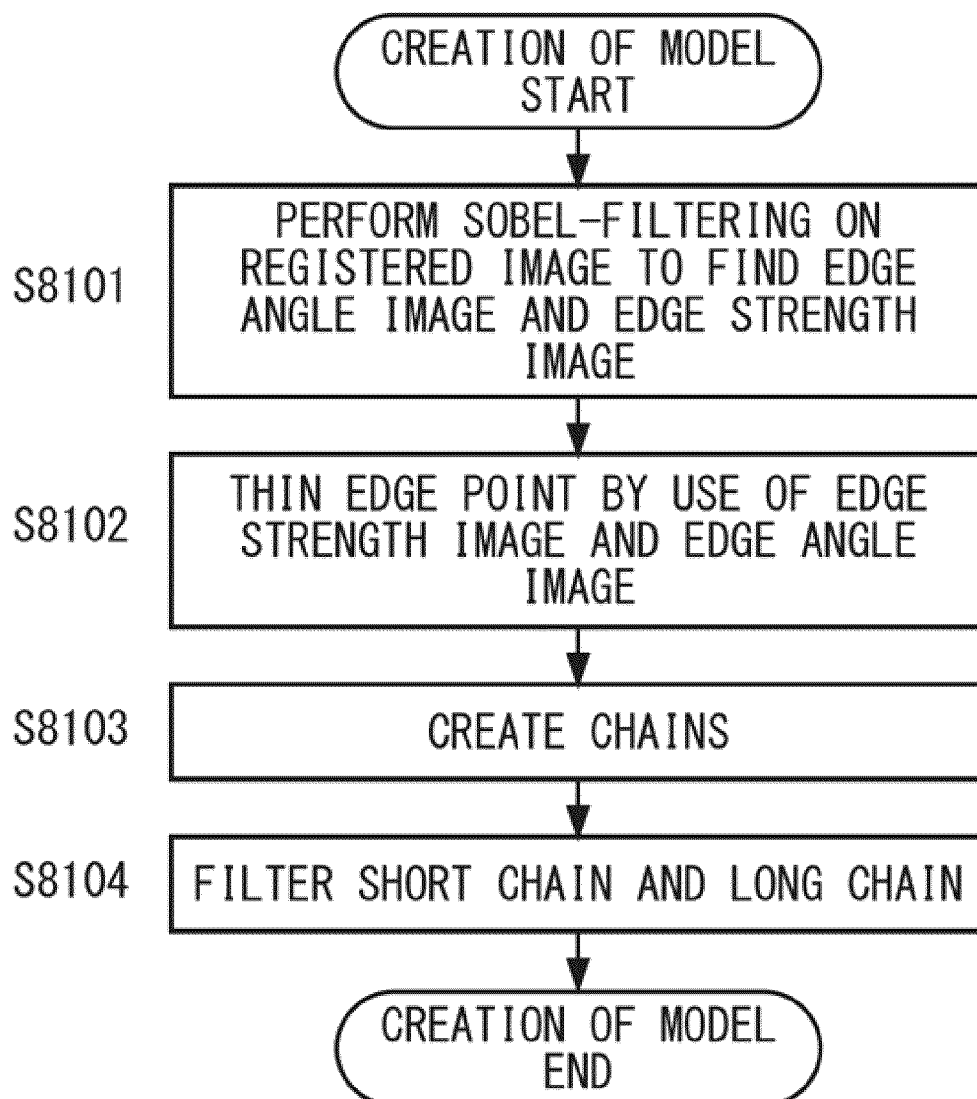 CREATION OF MODEL
START
S8101
PERFORM SOBEL-FILTERING ON
REGISTERED IMAGE TO FIND EDGE
ANGLE IMAGE AND EDGE STRENGTH
IMAGE
S8102
THIN EDGE POINT BY USE OF EDGE
STRENGTH IMAGE AND EDGE ANGLE
IMAGE
S8103
CREATE CHAINS
S8104
FILTER SHORT CHAIN AND LONG CHAIN
CREATION OF MODEL
END